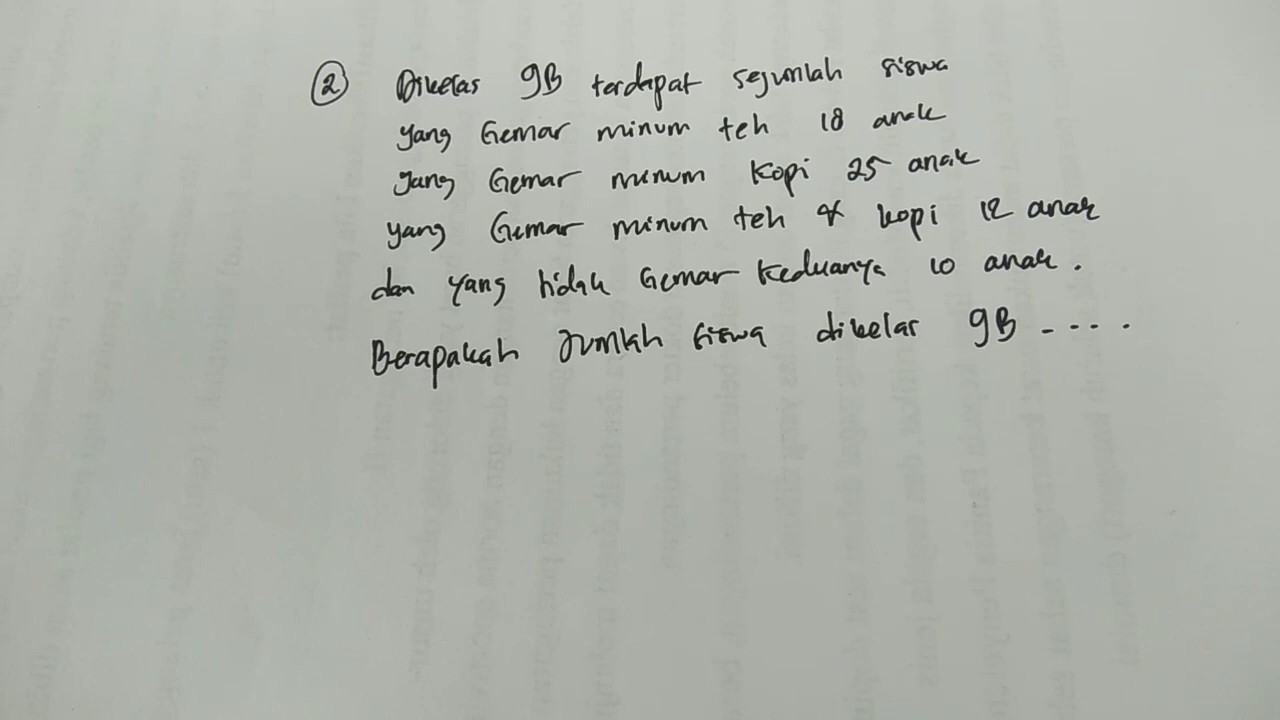 ② Dikelas 9B terdapat sejumlah siswa
yang Gemar minum teh 18 anak
yang Gemar minum kopi 25 anak
yang Gemar minum teh & kopi 12 anak
dan yang tidak Gemar keduanya 10 anak.
Berapakah Jumlah siswa dikelas 9B - - - - .